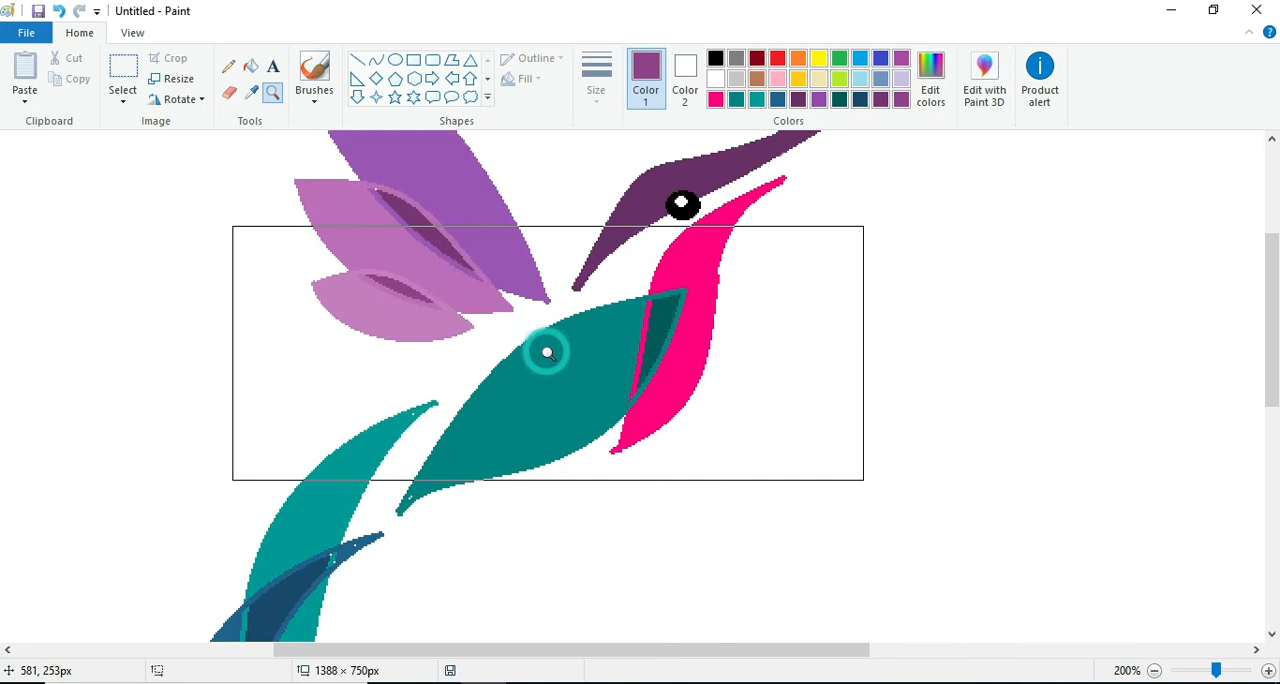 Untitled - Paint
File Home View
Paste Cut Copy Select Crop Resize Rotate A Brushes Outline Fill Size Color 1 Color 2 Edit colors Edit with Paint 3D Product alert
Clipboard Image Tools Shapes Colors
581, 253px 1388 × 750px 200%